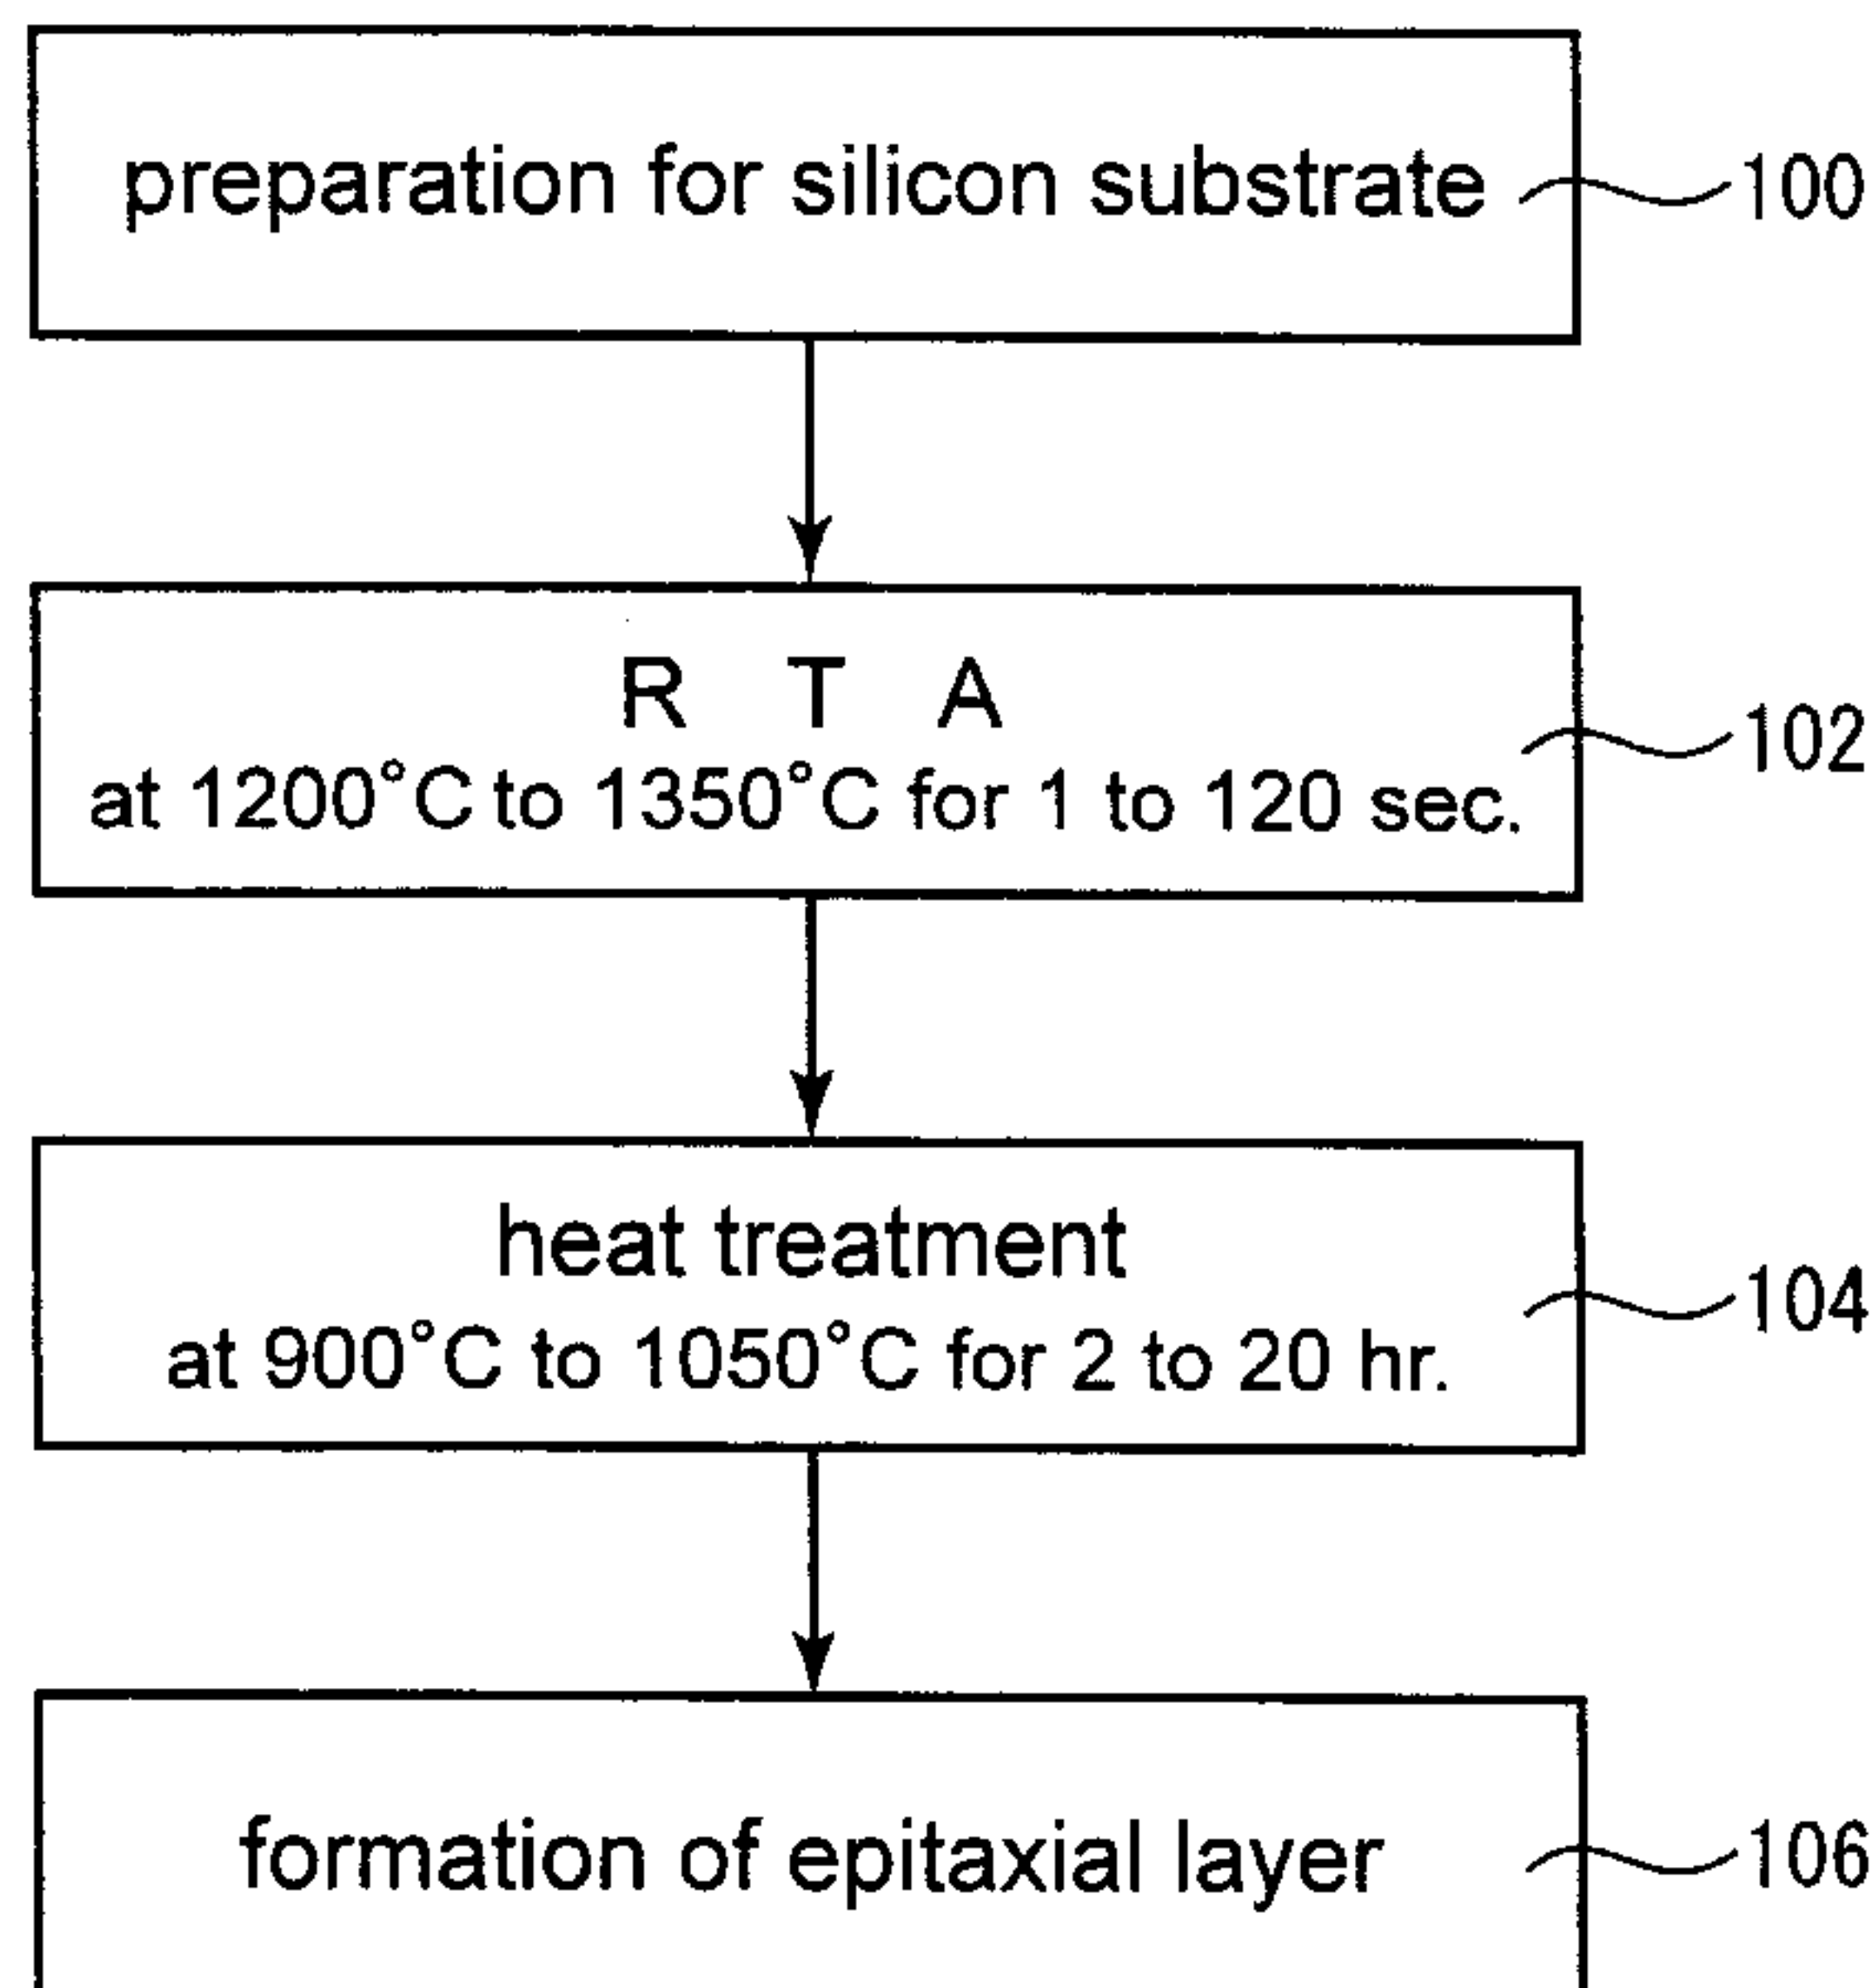 preparation for silicon substrate
100
R T A
at 1200°C to 1350°C for 1 to 120 sec.
102
heat treatment
at 900°C to 1050°C for 2 to 20 hr.
104
formation of epitaxial layer
106